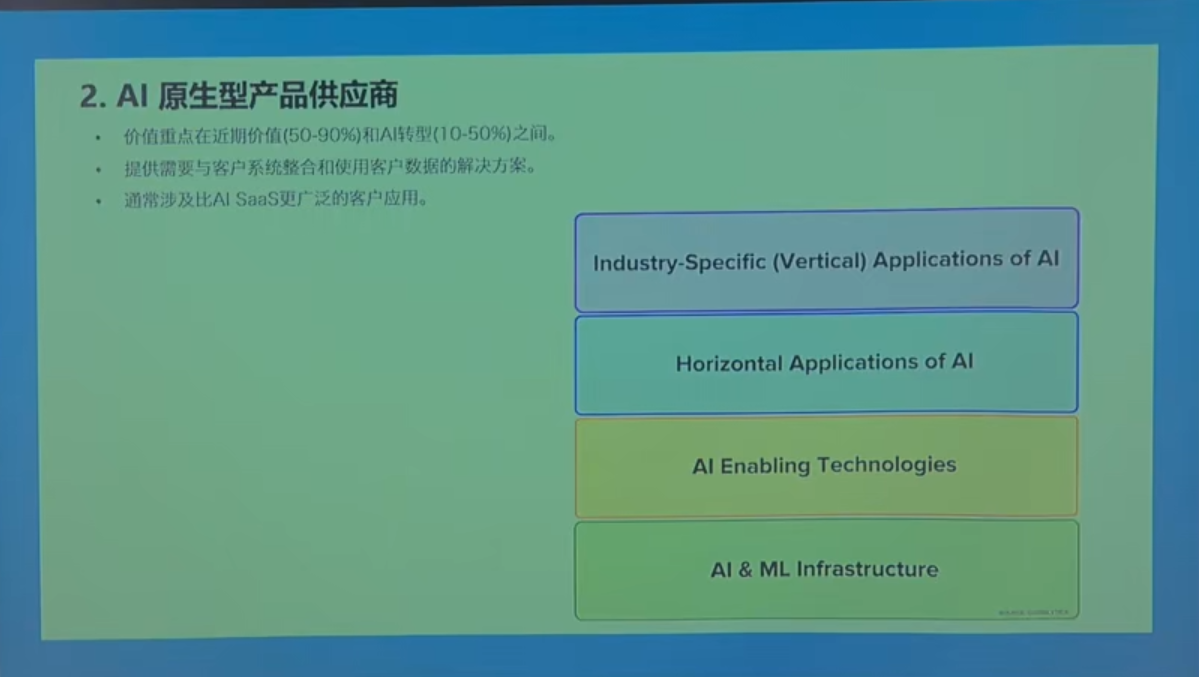 2. AI 原生型产品供应商
• 价值重点在近期价值(50-90%)和AI转型(10-50%)之间。
• 提供需要与客户系统整合和使用客户数据的解决方案。
• 通常涉及比AI SaaS更广泛的客户应用。
Industry-Specific (Vertical) Applications of AI
Horizontal Applications of AI
AI Enabling Technologies
AI & ML Infrastructure